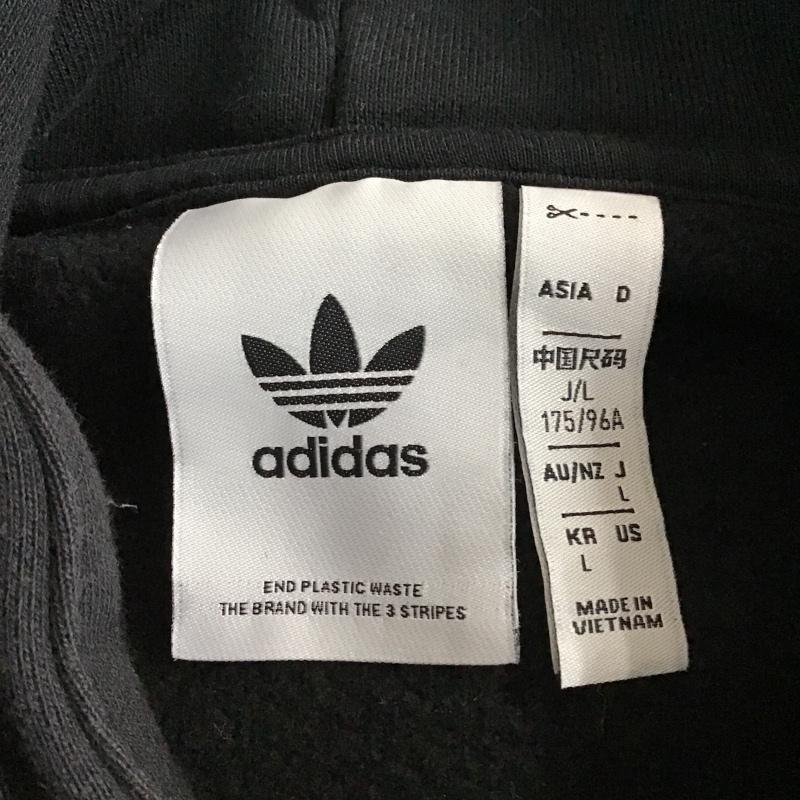 adidas
END PLASTIC WASTE
THE BRAND WITH THE 3 STRIPES
ASIA D
中国尺码
J/L
175/96A
AU/NZ J
L
KR US
L
MADE IN
VIETNAM